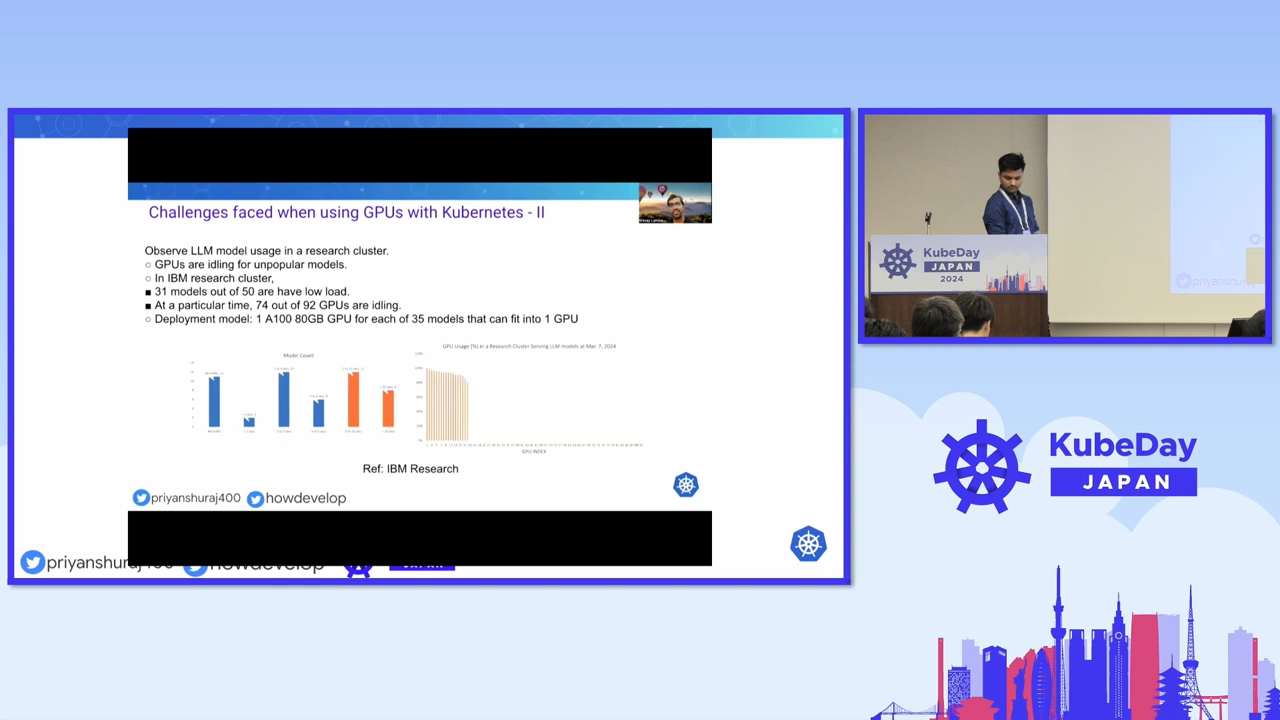 Challenges faced when using GPUs with Kubernetes - II
Observe LLM model usage in a research cluster.
○ GPUs are idling for unpopular models.
○ In IBM research cluster,
■ 31 models out of 50 are have low load.
■ At a particular time, 74 out of 92 GPUs are idling.
○ Deployment model: 1 A100 80GB GPU for each of 35 models that can fit into 1 GPU
Model Count
GPU Usage (%) in a Research Cluster Serving LLM models at Mar. 7, 2024
GPU INDEX
Ref: IBM Research
priyanshuraj400 howdevelop
priyanshuraj400 howdevelop
KubeDay
JAPAN
2024
priyanshuraj
KubeDay
JAPAN